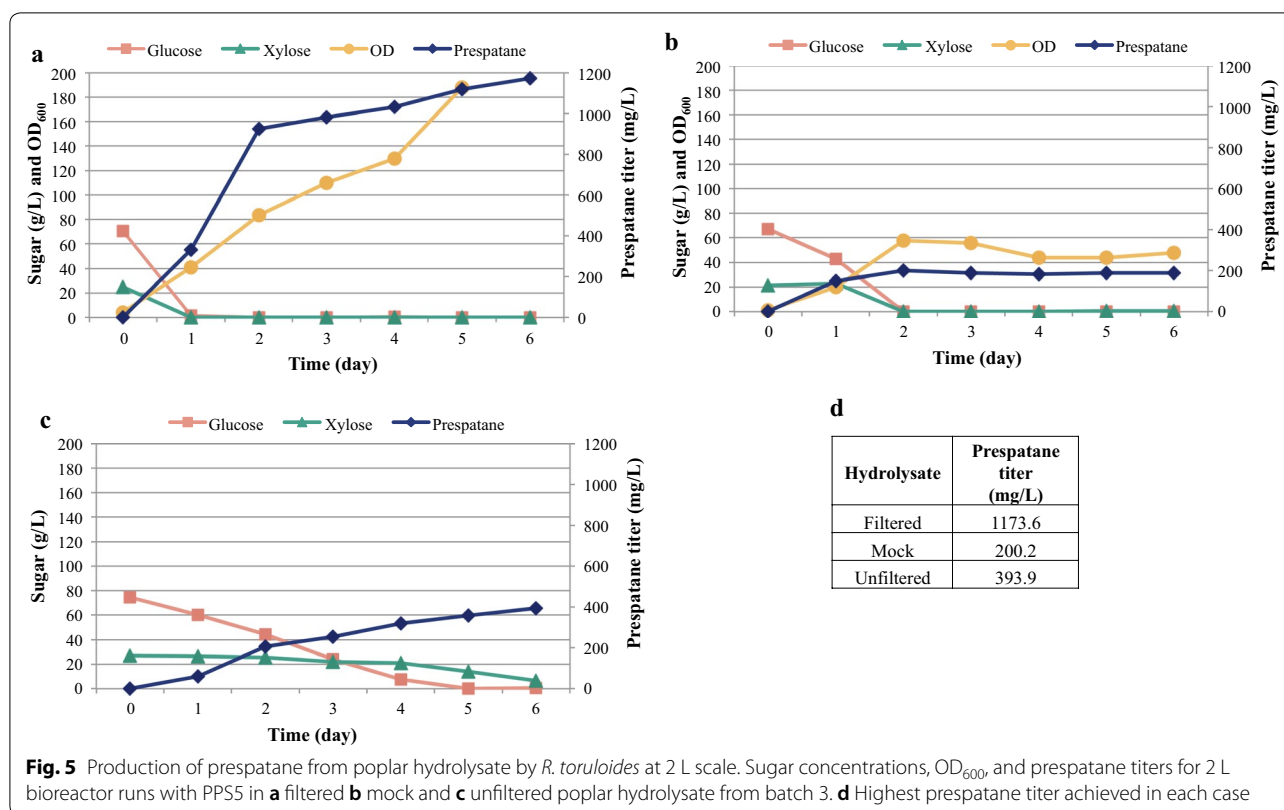 a
Glucose Xylose OD Prespatane
200 1200
180
160 1000
140
120 800
100 600
80
60 400
40 200
20
0 0
Sugar (g/L) and OD600
Prespatane titer (mg/L)
0 1 2 3 4 5 6
Time (day)
b
Glucose Xylose OD Prespatane
200 1200
180
160 1000
140
120 800
100 600
80
60 400
40 200
20
0 0
Sugar (g/L) and OD600
Prespatane titer (mg/L)
0 1 2 3 4 5 6
Time (day)
c
Glucose Xylose Prespatane
200 1200
180
160 1000
140
120 800
100 600
80
60 400
40 200
20
0 0
Sugar (g/L)
Prespatane titer (mg/L)
0 1 2 3 4 5 6
Time (day)
d
Hydrolysate Prespatane
titer
(mg/L)
Filtered 1173.6
Mock 200.2
Unfiltered 393.9
Fig. 5 Production of prespatane from poplar hydrolysate by R. toruloides at 2 L scale. Sugar concentrations, OD600, and prespatane titers for 2 L
bioreactor runs with PPS5 in a filtered b mock and c unfiltered poplar hydrolysate from batch 3. d Highest prespatane titer achieved in each case